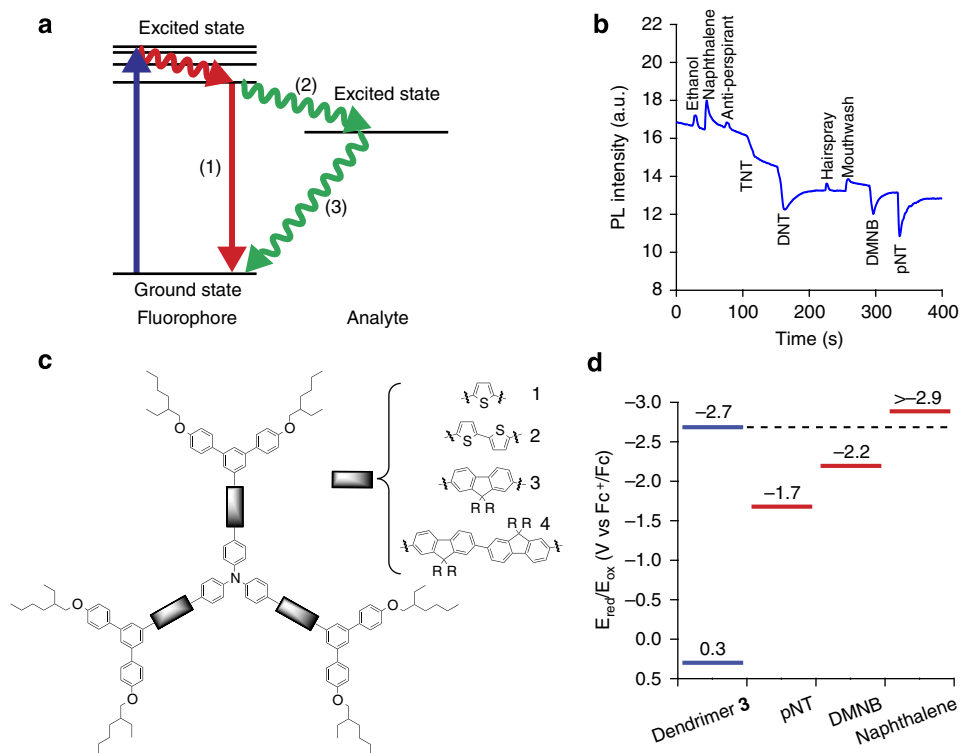 a
Excited state
(2)
Excited state
(1)
(3)
Ground state
Fluorophore
Analyte
b
22
20
18
16
14
12
10
8
PL intensity (a.u.)
Ethanol
Naphthalene
Anti-perspirant
TNT
DNT
Hairspray
Mouthwash
DMNB
pNT
0 100 200 300 400
Time (s)
c
O
O
S
1
S
S
2
R R
3
R R
R R
4
N
O
O
O
O
d
−3.0
−2.5
−2.0
−1.5
−1.0
−0.5
0.0
0.5
E_red/E_ox (V vs Fc⁺/Fc)
−2.7
>−2.9
−2.2
−1.7
0.3
Dendrimer 3
pNT
DMNB
Naphthalene